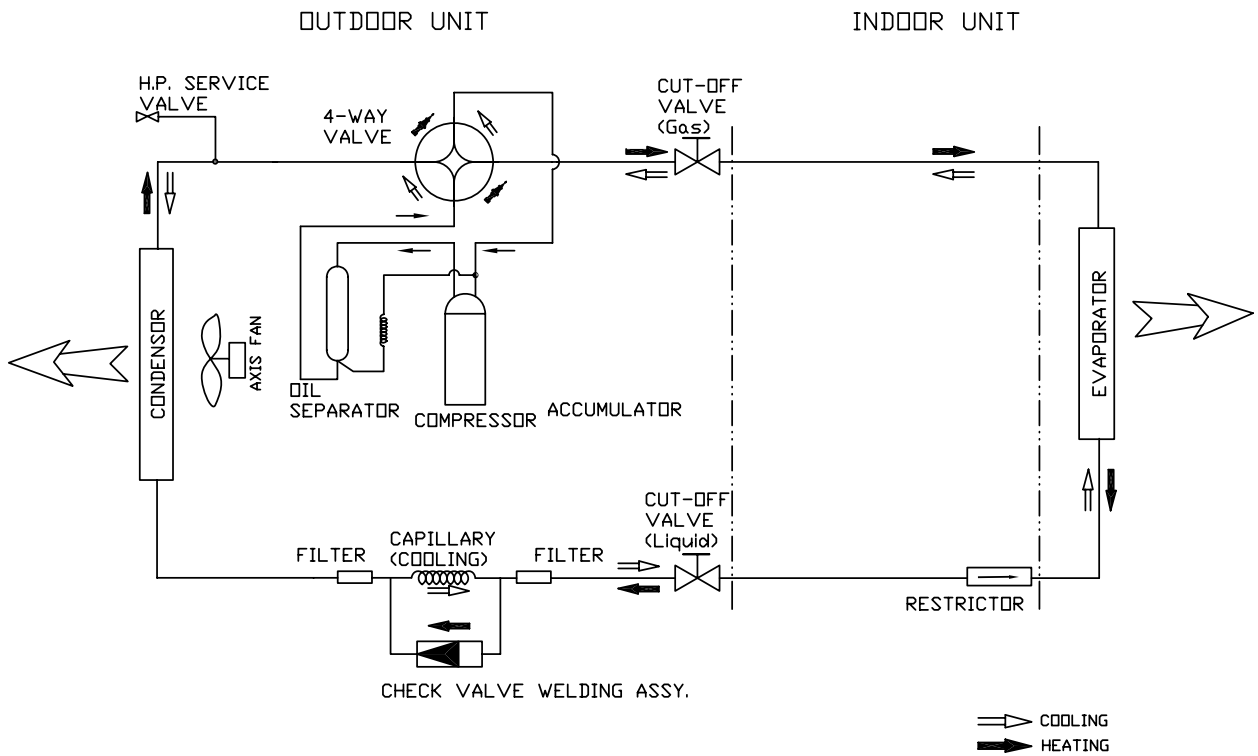 OUTDOOR UNIT
INDOOR UNIT
H.P. SERVICE
VALVE
4-WAY
VALVE
CUT-OFF
VALVE
(Gas)
CONDENSOR
AXIS FAN
OIL
SEPARATOR
COMPRESSOR
ACCUMULATOR
EVAPORATOR
FILTER
CAPILLARY
(COOLING)
FILTER
CUT-OFF
VALVE
(Liquid)
RESTRICTOR
CHECK VALVE WELDING ASSY.
COOLING
HEATING